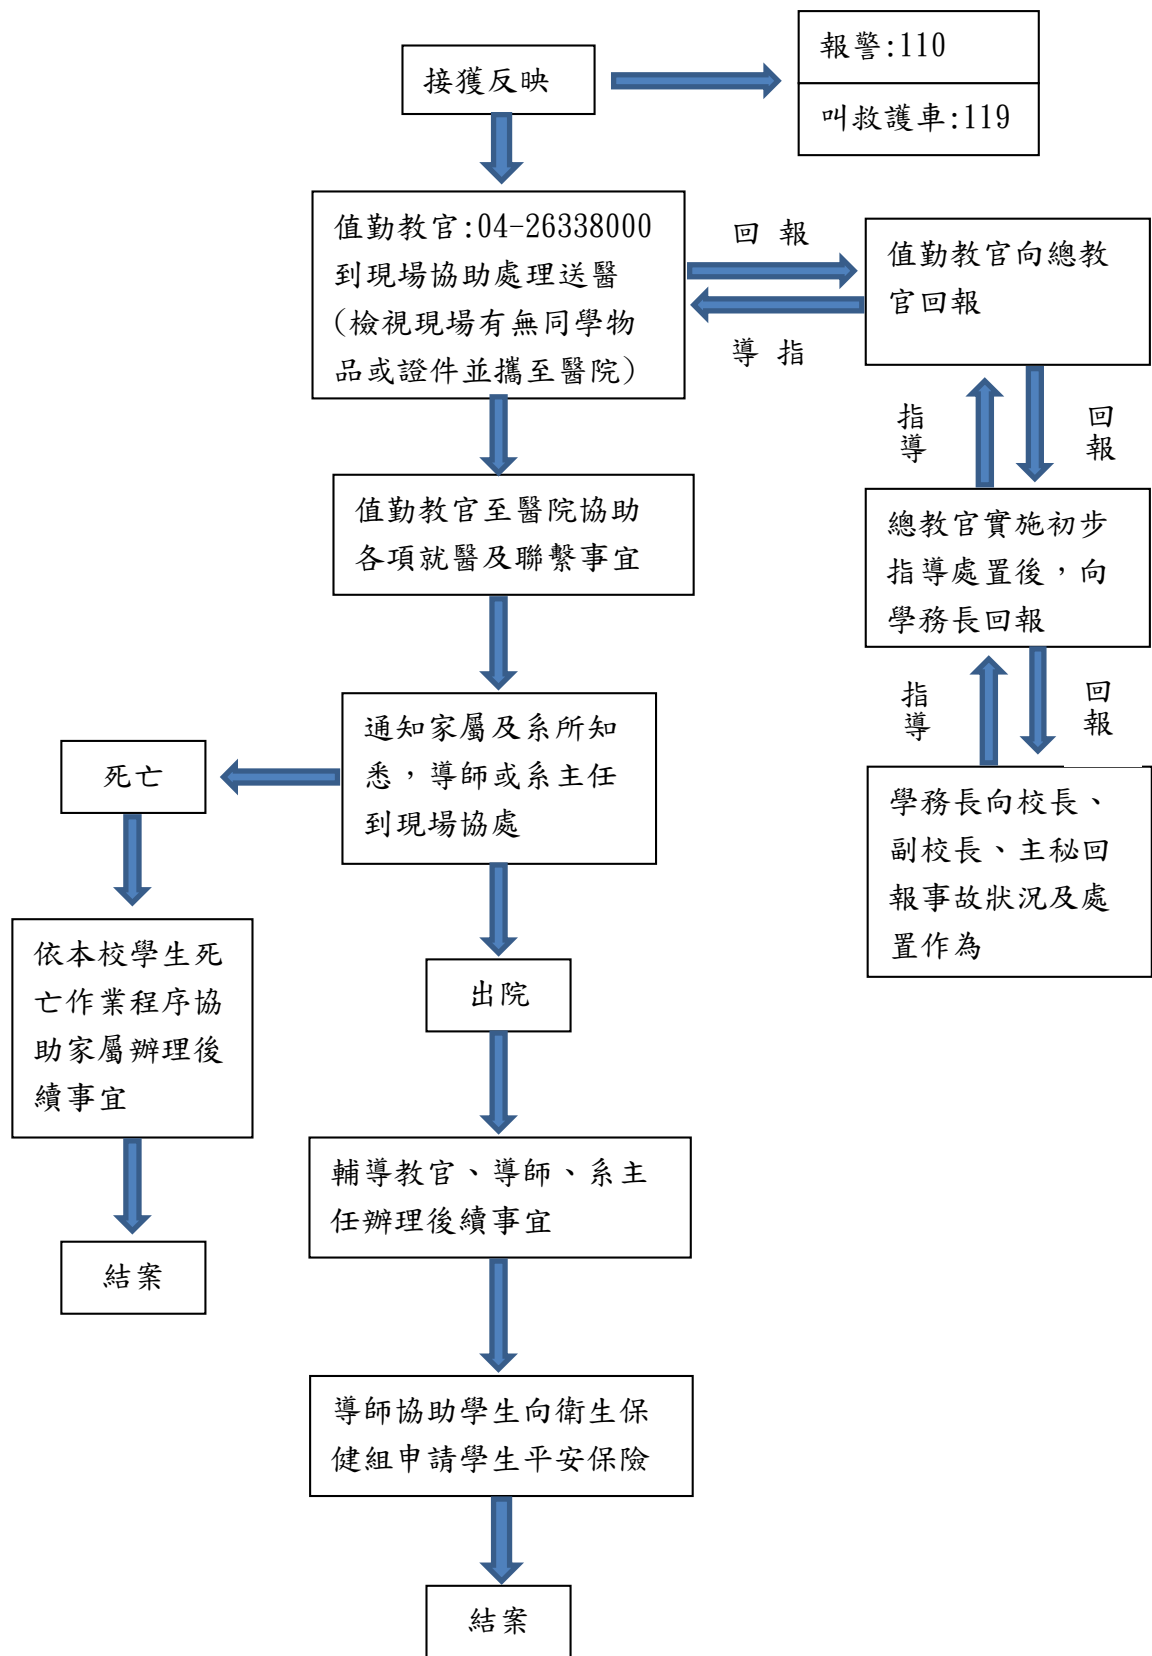 接獲反映
報警:110
叫救護車:119
值勤教官:04-26338000
到現場協助處理送醫
(檢視現場有無同學物
品或證件並攜至醫院)
回 報
導 指
值勤教官向總教
官回報
指導
回報
值勤教官至醫院協助
各項就醫及聯繫事宜
總教官實施初步
指導處置後，向
學務長回報
指導
回報
通知家屬及系所知
悉，導師或系主任
到現場協處
死亡
學務長向校長、
副校長、主秘回
報事故狀況及處
置作為
依本校學生死
亡作業程序協
助家屬辦理後
續事宜
出院
輔導教官、導師、系主
任辦理後續事宜
結案
導師協助學生向衛生保
健組申請學生平安保險
結案